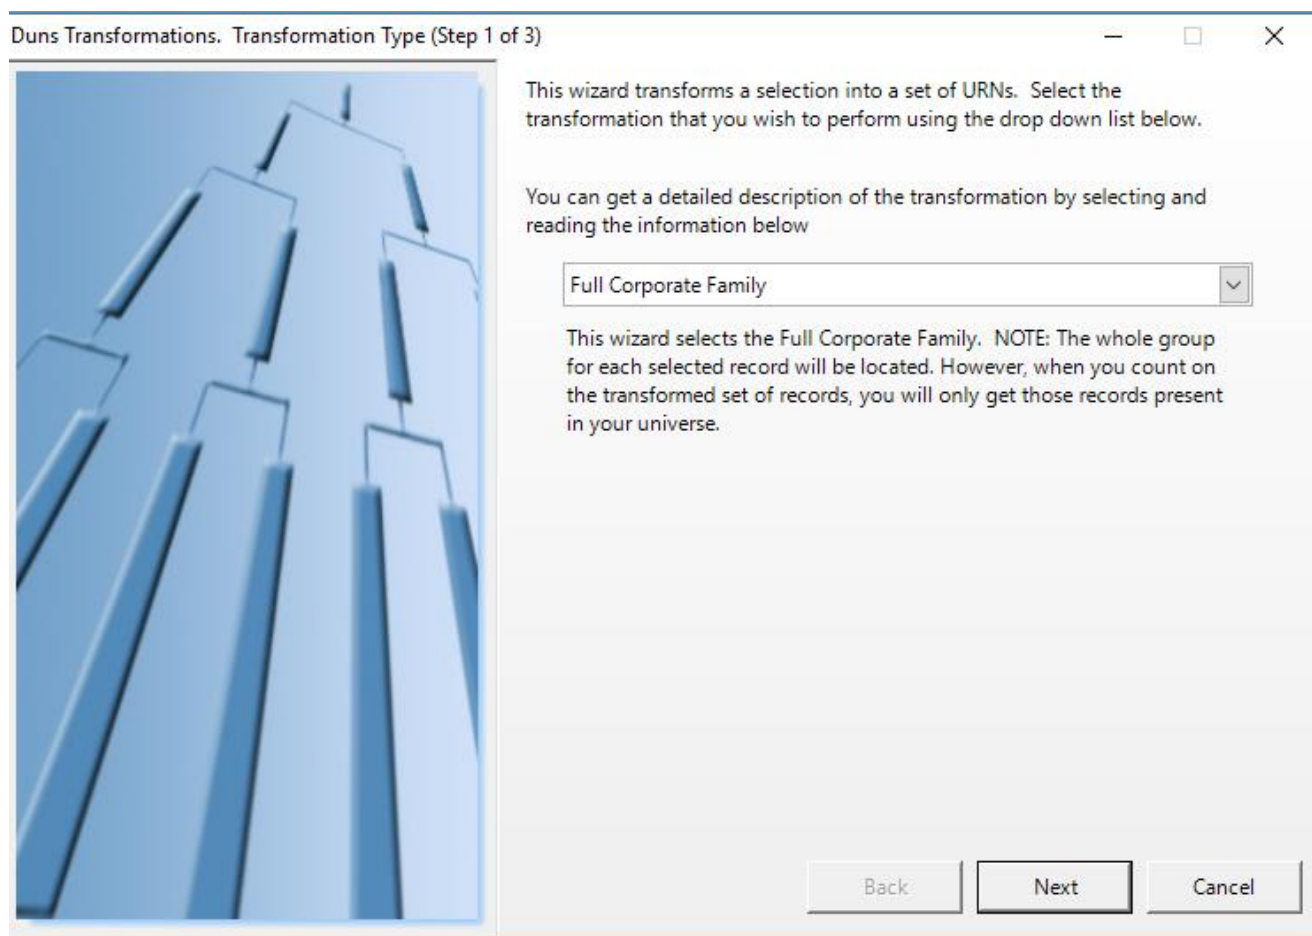 Duns Transformations.  Transformation Type (Step 1 of 3)
This wizard transforms a selection into a set of URNs.  Select the
transformation that you wish to perform using the drop down list below.
You can get a detailed description of the transformation by selecting and
reading the information below
Full Corporate Family
This wizard selects the Full Corporate Family.  NOTE: The whole group
for each selected record will be located. However, when you count on
the transformed set of records, you will only get those records present
in your universe.
Back
Next
Cancel